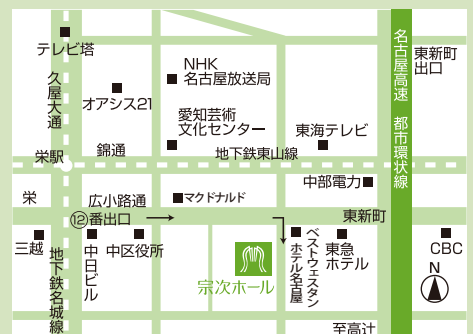 テレビ塔
久屋大通
オアシス21
NHK
名古屋放送局
愛知芸術
文化センター
東海テレビ
名古屋高速 都市環状線
東新町
出口
栄駅
錦通
地下鉄東山線
中部電力
栄
広小路通
マクドナルド
東新町
⑫番出口
三越
地下鉄名城線
中日ビル
中区役所
宗次ホール
ベストウェスタン
ホテル名古屋
東急
ホテル
CBC
N
至高辻